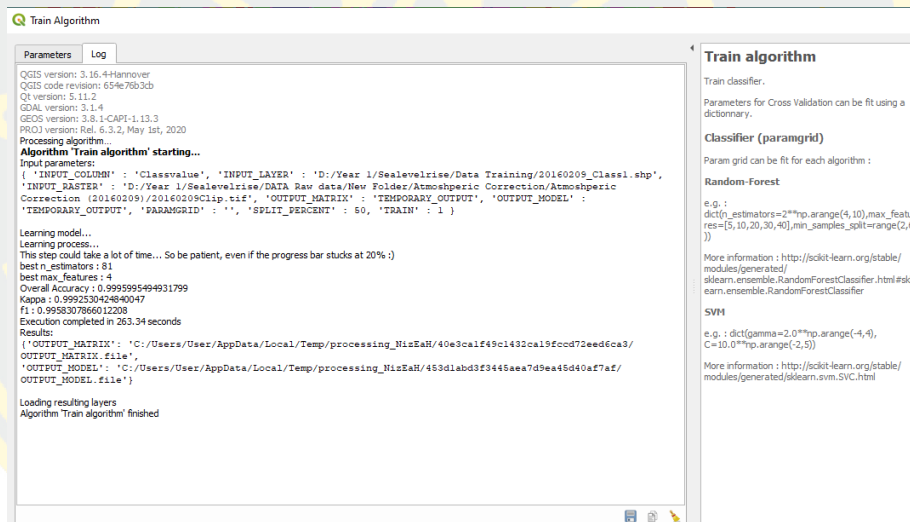 Train Algorithm
Parameters
Log
QGIS version: 3.16.4-Hannover
QGIS code revision: 654e76b3cb
Qt version: 5.11.2
GDAL version: 3.1.4
GEOS version: 3.8.1-CAPI-1.13.3
PROJ version: Rel. 6.3.2, May 1st, 2020
Processing algorithm...
Algorithm 'Train algorithm' starting...
Input parameters:
{ 'INPUT_COLUMN' : 'Classvalue', 'INPUT_LAYER' : 'D:/Year 1/Sealevelrise/Data Training/20160209_Class1.shp',
'INPUT_RASTER' : 'D:/Year 1/Sealevelrise/DATA Raw data/New Folder/Atmoshperic Correction/Atmoshperic
Correction (20160209)/20160209Clip.tif', 'OUTPUT_MATRIX' : 'TEMPORARY_OUTPUT', 'OUTPUT_MODEL' :
'TEMPORARY_OUTPUT', 'PARAMGRID' : '', 'SPLIT_PERCENT' : 50, 'TRAIN' : 1 }
Learning model...
Learning process...
This step could take a lot of time... So be patient, even if the progress bar stucks at 20% :)
best n_estimators : 81
best max_features : 4
Overall Accuracy : 0.9995995494931799
Kappa : 0.9992530424840047
f1 : 0.9958307866012208
Execution completed in 263.34 seconds
Results:
{'OUTPUT_MATRIX': 'C:/Users/User/AppData/Local/Temp/processing_NizEaH/40e3ca1f49c1432ca19fccd72eed6ca3/
OUTPUT_MATRIX.file',
'OUTPUT_MODEL': 'C:/Users/User/AppData/Local/Temp/processing_NizEaH/453d1abd3f3445aea7d9ea45d40af7af/
OUTPUT_MODEL.file'}
Loading resulting layers
Algorithm 'Train algorithm' finished
Train algorithm
Train classifier.
Parameters for Cross Validation can be fit using a
dictionnary.
Classifier (paramgrid)
Param grid can be fit for each algorithm :
Random-Forest
e.g. :
dict(n_estimators=2**np.arange(4,10),max_featu
res=[5,10,20,30,40],min_samples_split=range(2,
))
More information : http://scikit-learn.org/stable/
modules/generated/
sklearn.ensemble.RandomForestClassifier.html#sk
earn.ensemble.RandomForestClassifier
SVM
e.g. : dict(gamma=2.0**np.arange(-4,4),
C=10.0**np.arange(-2,5))
More information : http://scikit-learn.org/stable/
modules/generated/sklearn.svm.SVC.html